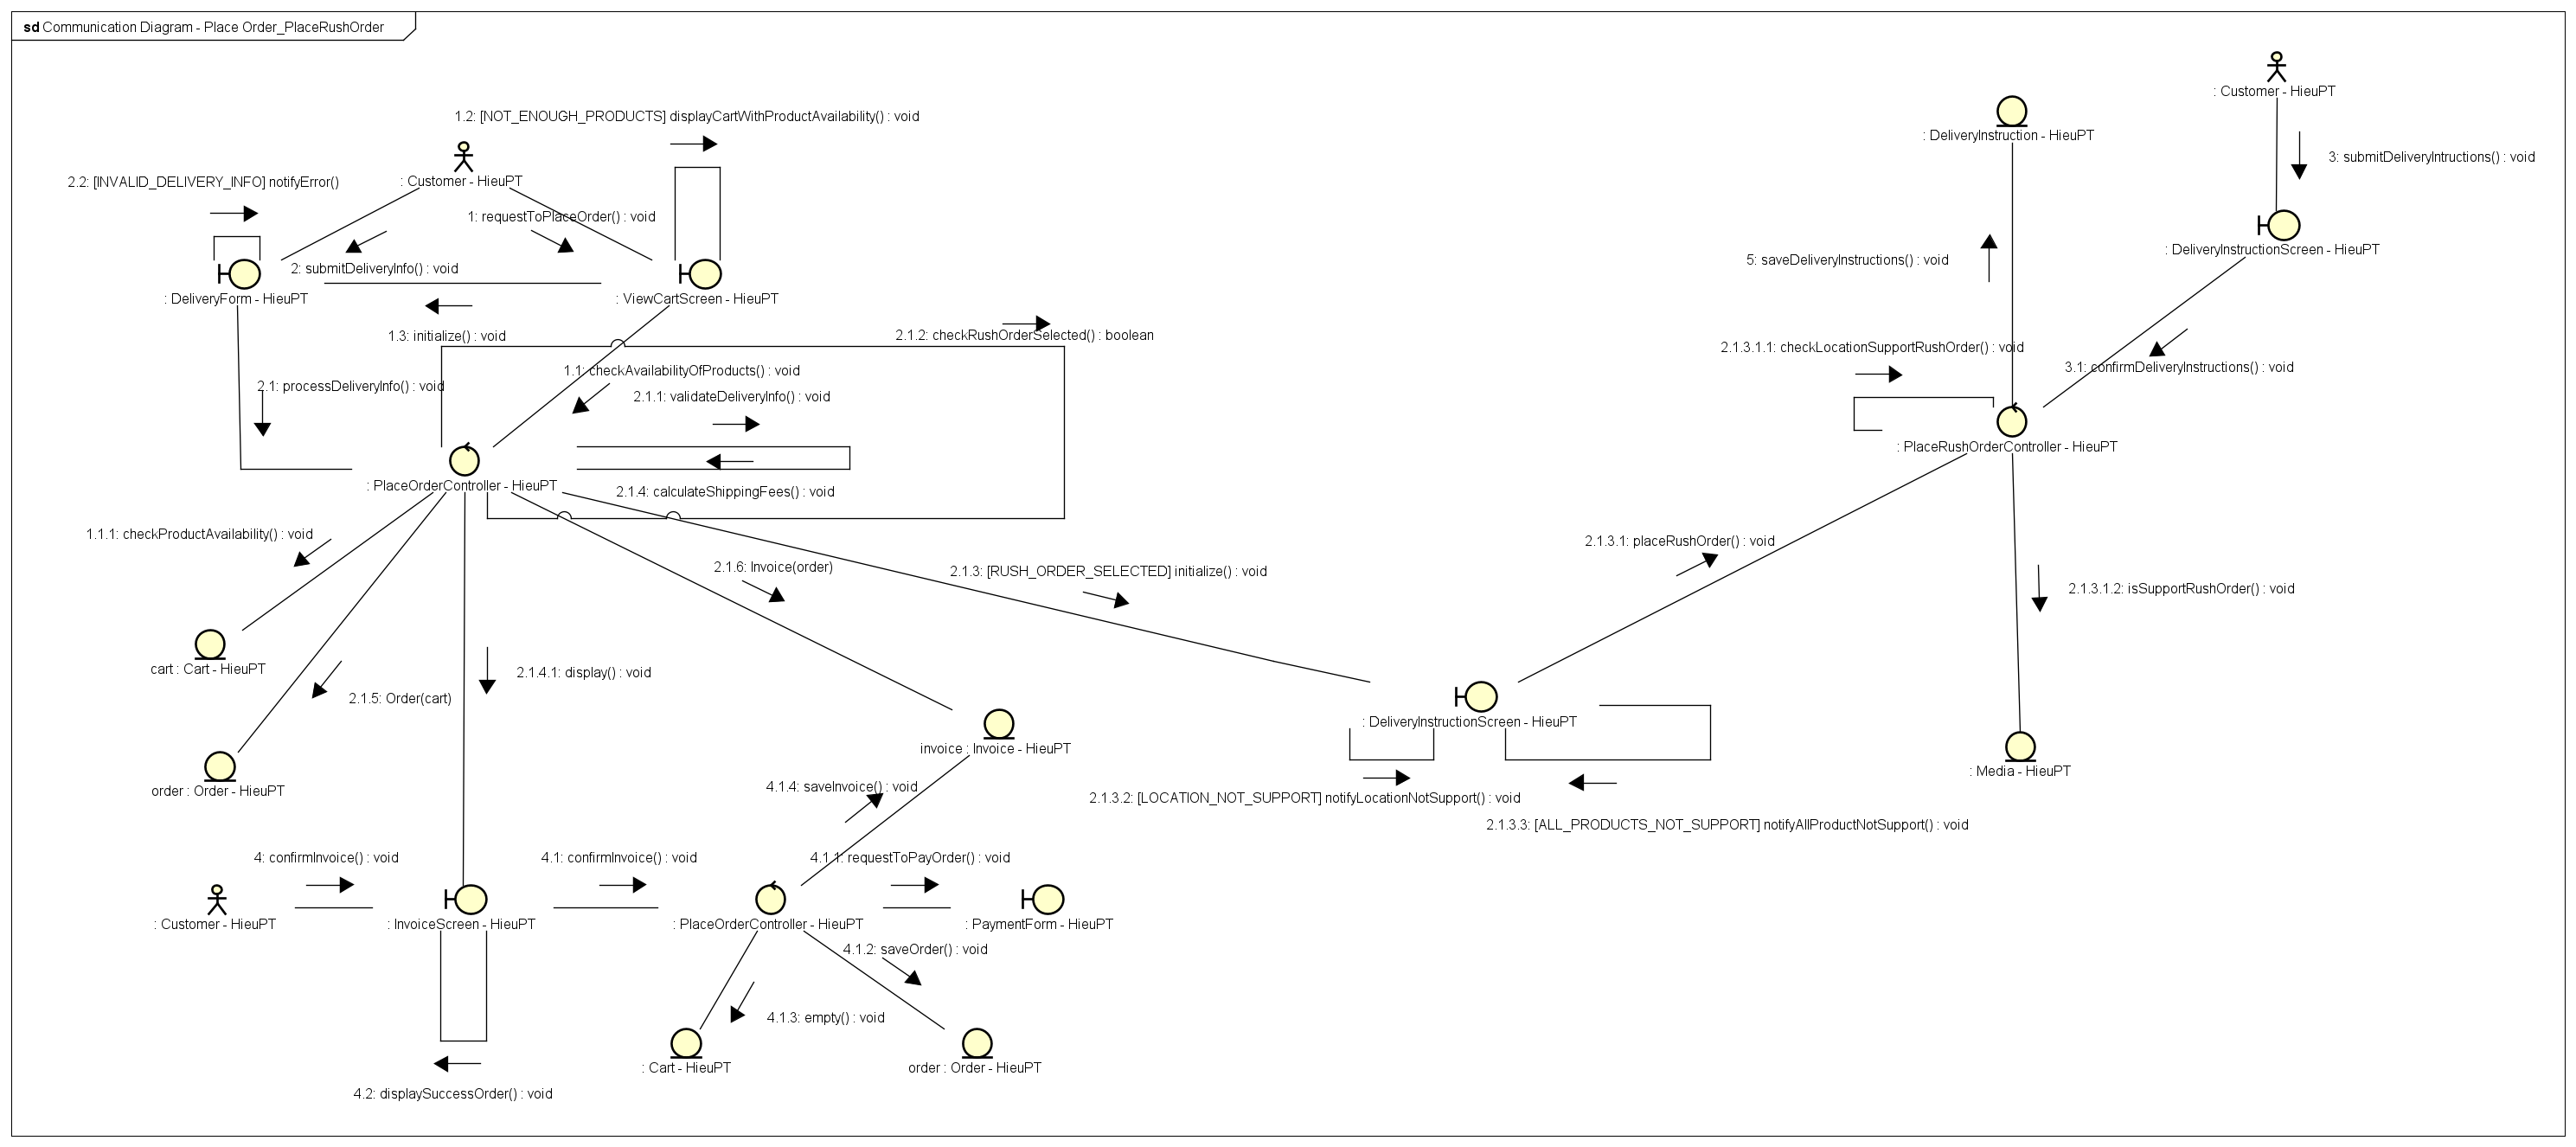 sd Communication Diagram - Place Order_PlaceRushOrder
: Customer - HieuPT
1.2: [NOT_ENOUGH_PRODUCTS] displayCartWithProductAvailability() : void
: DeliveryInstruction - HieuPT
3: submitDeliveryIntructions() : void
2.2: [INVALID_DELIVERY_INFO] notifyError()
: Customer - HieuPT
1: requestToPlaceOrder() : void
: DeliveryInstructionScreen - HieuPT
5: saveDeliveryInstructions() : void
2: submitDeliveryInfo() : void
: DeliveryForm - HieuPT
: ViewCartScreen - HieuPT
1.3: initialize() : void
2.1.2: checkRushOrderSelected() : boolean
2.1.3.1.1: checkLocationSupportRushOrder() : void
3.1: confirmDeliveryInstructions() : void
1.1: checkAvailabilityOfProducts() : void
2.1: processDeliveryInfo() : void
2.1.1: validateDeliveryInfo() : void
: PlaceRushOrderController - HieuPT
: PlaceOrderController - HieuPT
2.1.4: calculateShippingFees() : void
1.1.1: checkProductAvailability() : void
2.1.3.1: placeRushOrder() : void
2.1.6: Invoice(order)
2.1.3: [RUSH_ORDER_SELECTED] initialize() : void
2.1.3.1.2: isSupportRushOrder() : void
cart : Cart - HieuPT
2.1.4.1: display() : void
2.1.5: Order(cart)
: DeliveryInstructionScreen - HieuPT
invoice : Invoice - HieuPT
: Media - HieuPT
order : Order - HieuPT
4.1.4: saveInvoice() : void
2.1.3.2: [LOCATION_NOT_SUPPORT] notifyLocationNotSupport() : void
2.1.3.3: [ALL_PRODUCTS_NOT_SUPPORT] notifyAllProductNotSupport() : void
4: confirmInvoice() : void
4.1: confirmInvoice() : void
4.1.1: requestToPayOrder() : void
: Customer - HieuPT
: InvoiceScreen - HieuPT
: PlaceOrderController - HieuPT
: PaymentForm - HieuPT
4.1.2: saveOrder() : void
4.1.3: empty() : void
: Cart - HieuPT
order : Order - HieuPT
4.2: displaySuccessOrder() : void